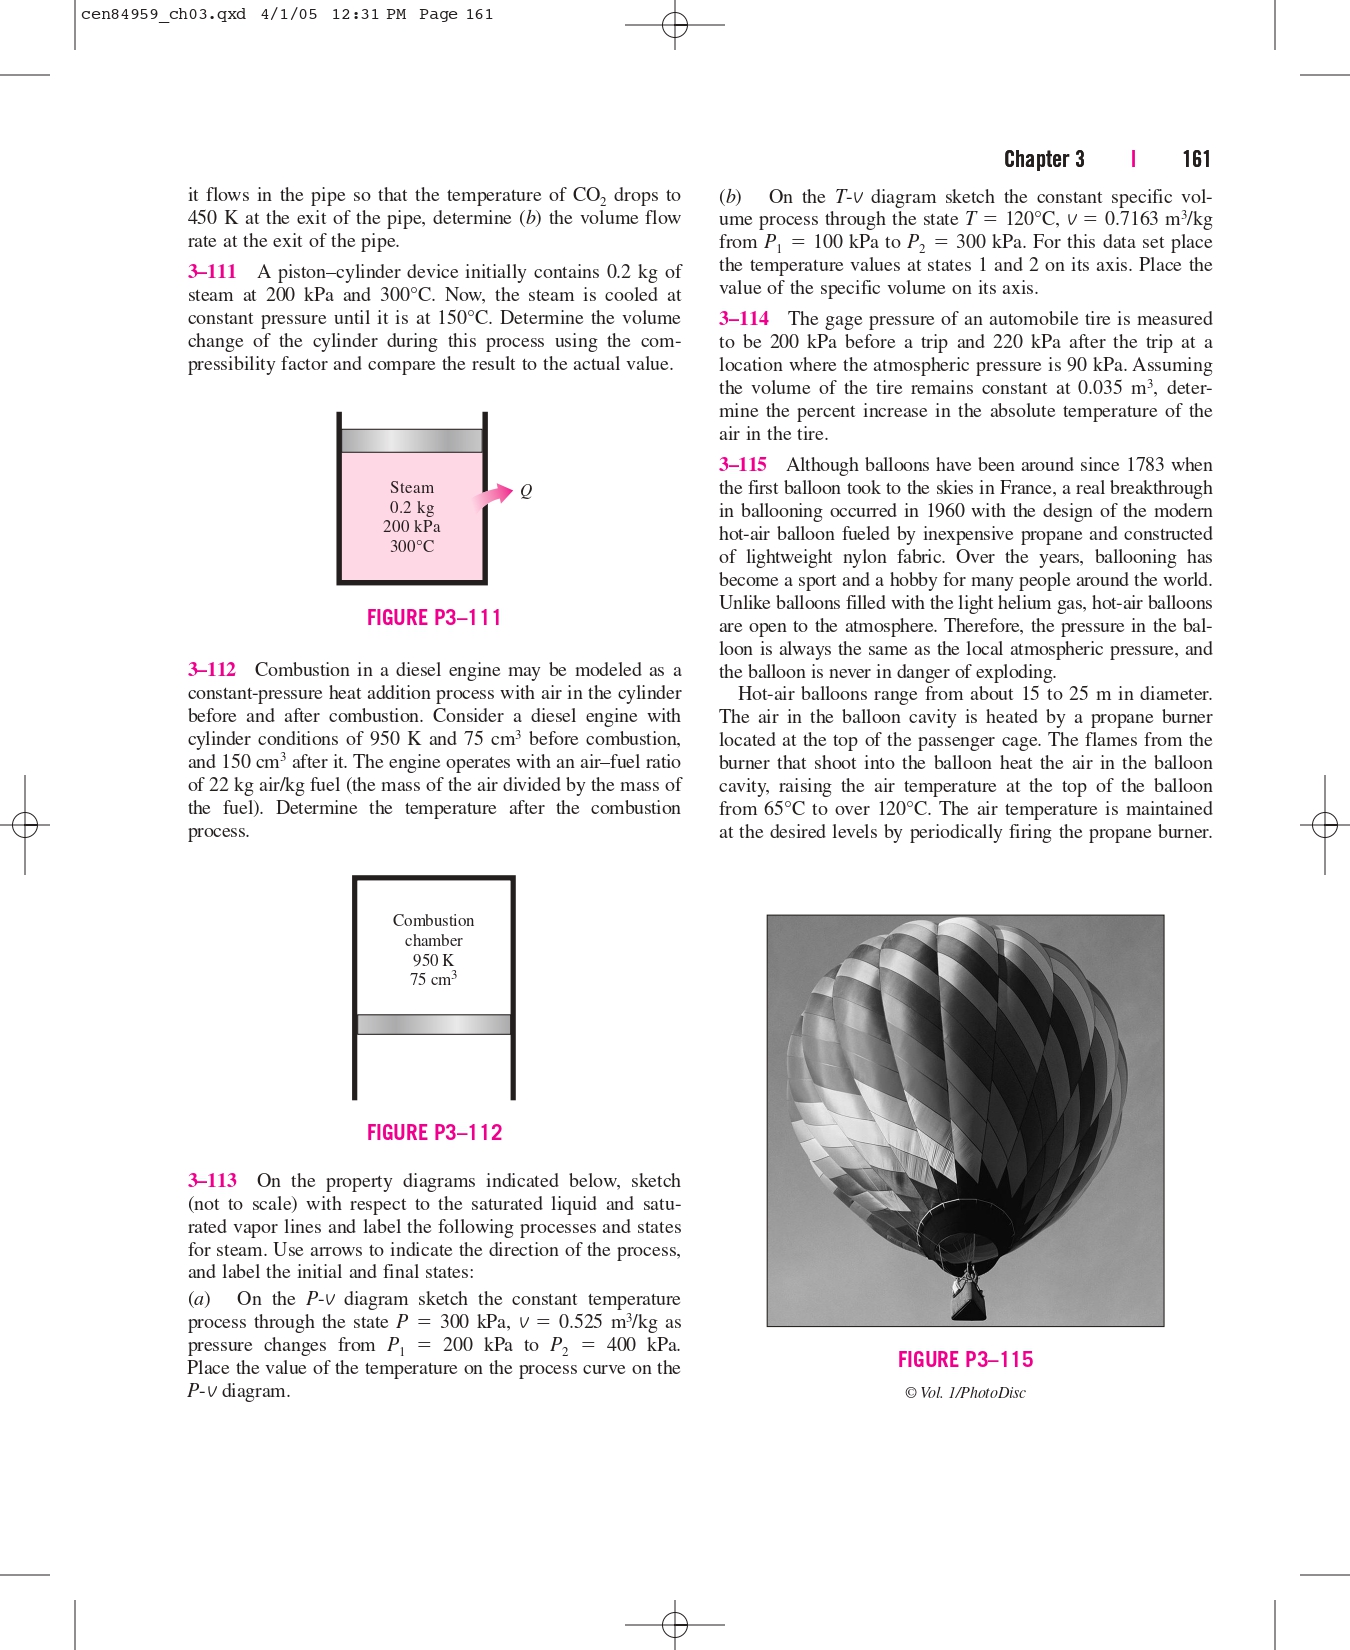 cen84959_ch03.qxd 4/1/05 12:31 PM Page 161
Chapter 3 | 161
it flows in the pipe so that the temperature of CO₂ drops to
450 K at the exit of the pipe, determine (b) the volume flow
rate at the exit of the pipe.
3–111 A piston–cylinder device initially contains 0.2 kg of
steam at 200 kPa and 300°C. Now, the steam is cooled at
constant pressure until it is at 150°C. Determine the volume
change of the cylinder during this process using the com-
pressibility factor and compare the result to the actual value.
Steam
0.2 kg
200 kPa
300°C
Q
FIGURE P3–111
3–112 Combustion in a diesel engine may be modeled as a
constant-pressure heat addition process with air in the cylinder
before and after combustion. Consider a diesel engine with
cylinder conditions of 950 K and 75 cm³ before combustion,
and 150 cm³ after it. The engine operates with an air–fuel ratio
of 22 kg air/kg fuel (the mass of the air divided by the mass of
the fuel). Determine the temperature after the combustion
process.
Combustion
chamber
950 K
75 cm³
FIGURE P3–112
3–113 On the property diagrams indicated below, sketch
(not to scale) with respect to the saturated liquid and satu-
rated vapor lines and label the following processes and states
for steam. Use arrows to indicate the direction of the process,
and label the initial and final states:
(a) On the P-v diagram sketch the constant temperature
process through the state P = 300 kPa, v = 0.525 m³/kg as
pressure changes from P₁ = 200 kPa to P₂ = 400 kPa.
Place the value of the temperature on the process curve on the
P-v diagram.
(b) On the T-v diagram sketch the constant specific vol-
ume process through the state T = 120°C, v = 0.7163 m³/kg
from P₁ = 100 kPa to P₂ = 300 kPa. For this data set place
the temperature values at states 1 and 2 on its axis. Place the
value of the specific volume on its axis.
3–114 The gage pressure of an automobile tire is measured
to be 200 kPa before a trip and 220 kPa after the trip at a
location where the atmospheric pressure is 90 kPa. Assuming
the volume of the tire remains constant at 0.035 m³, deter-
mine the percent increase in the absolute temperature of the
air in the tire.
3–115 Although balloons have been around since 1783 when
the first balloon took to the skies in France, a real breakthrough
in ballooning occurred in 1960 with the design of the modern
hot-air balloon fueled by inexpensive propane and constructed
of lightweight nylon fabric. Over the years, ballooning has
become a sport and a hobby for many people around the world.
Unlike balloons filled with the light helium gas, hot-air balloons
are open to the atmosphere. Therefore, the pressure in the bal-
loon is always the same as the local atmospheric pressure, and
the balloon is never in danger of exploding.
Hot-air balloons range from about 15 to 25 m in diameter.
The air in the balloon cavity is heated by a propane burner
located at the top of the passenger cage. The flames from the
burner that shoot into the balloon heat the air in the balloon
cavity, raising the air temperature at the top of the balloon
from 65°C to over 120°C. The air temperature is maintained
at the desired levels by periodically firing the propane burner.
FIGURE P3–115
© Vol. 1/PhotoDisc